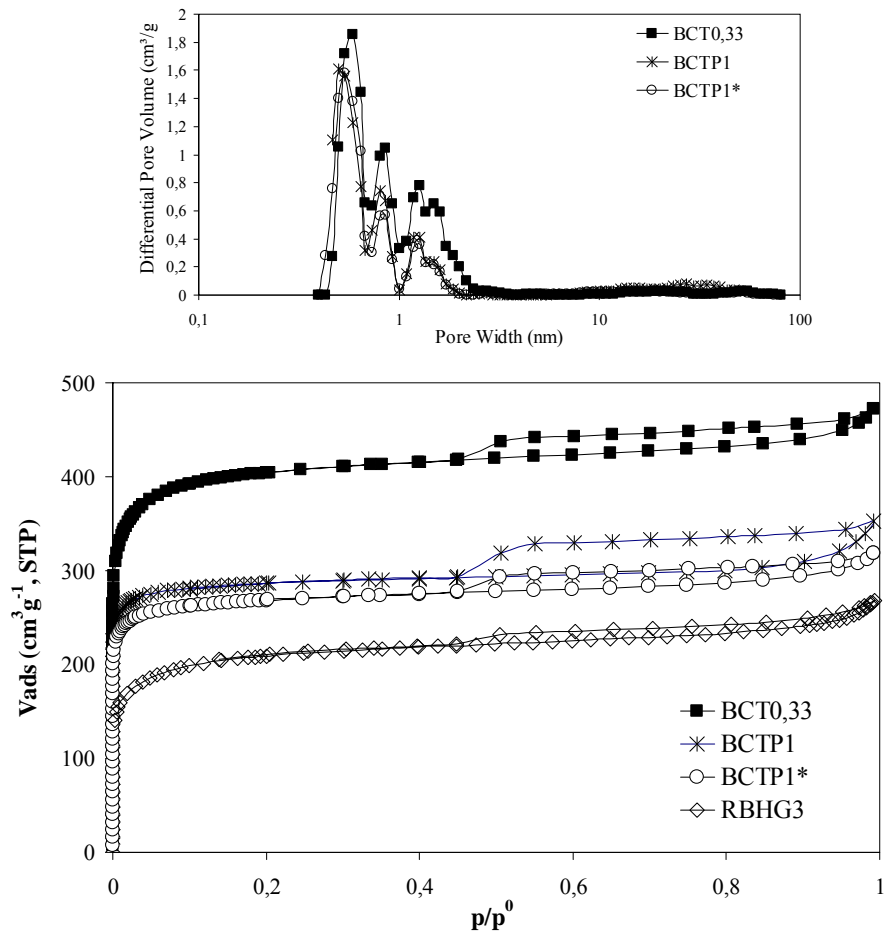 Differential Pore Volume (cm³/g)
2
1,8
1,6
1,4
1,2
1
0,8
0,6
0,4
0,2
0
0,1
1
10
100
Pore Width (nm)
BCT0,33
BCTP1
BCTP1*
Vads (cm³g⁻¹, STP)
500
400
300
200
100
0
0
0,2
0,4
0,6
0,8
1
p/p⁰
BCT0,33
BCTP1
BCTP1*
RBHG3